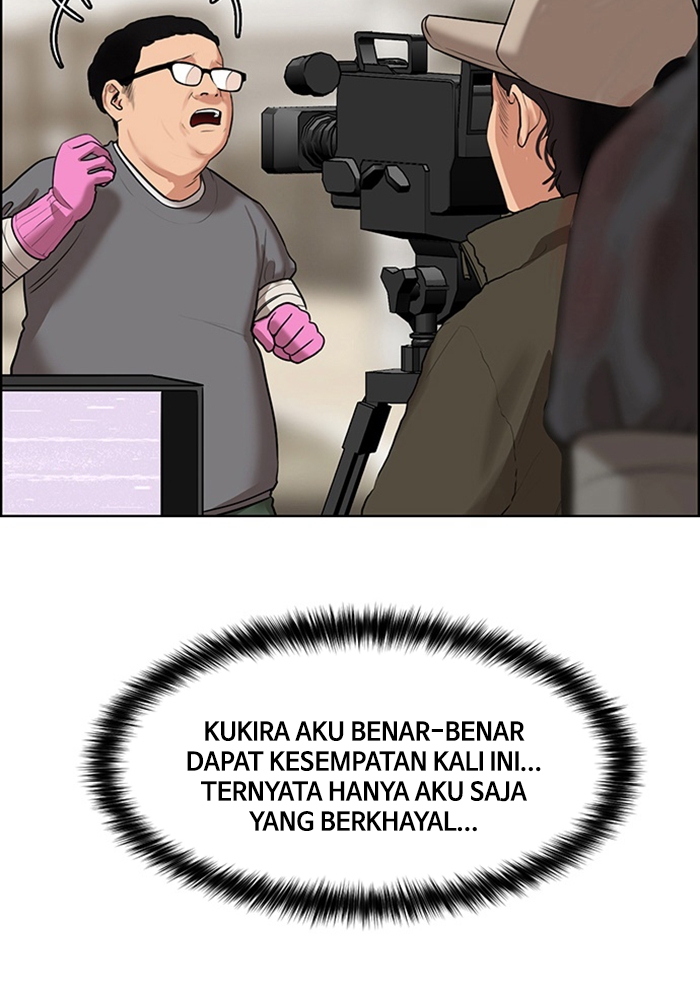 KUKIRA AKU BENAR-BENAR
DAPAT KESEMPATAN KALI INI...
TERNYATA HANYA AKU SAJA
YANG BERKHAYAL...